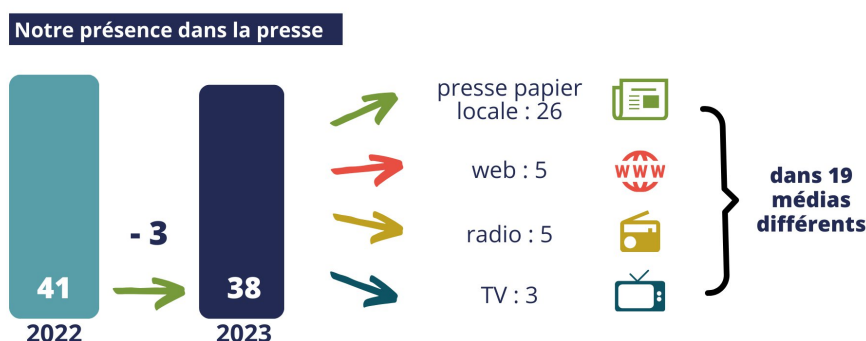 Notre présence dans la presse
41
2022
- 3
38
2023
presse papier
locale : 26
web : 5
WWW
radio : 5
TV : 3
dans 19
médias
différents